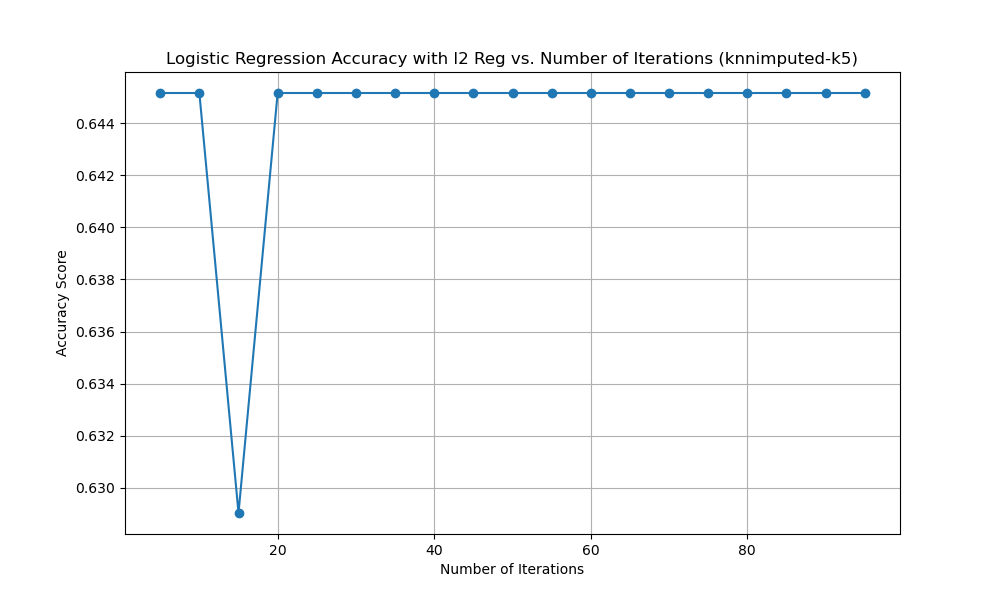 Logistic Regression Accuracy with l2 Reg vs. Number of Iterations (knnimputed-k5)
Accuracy Score
0.644
0.642
0.640
0.638
0.636
0.634
0.632
0.630
20 40 60 80
Number of Iterations